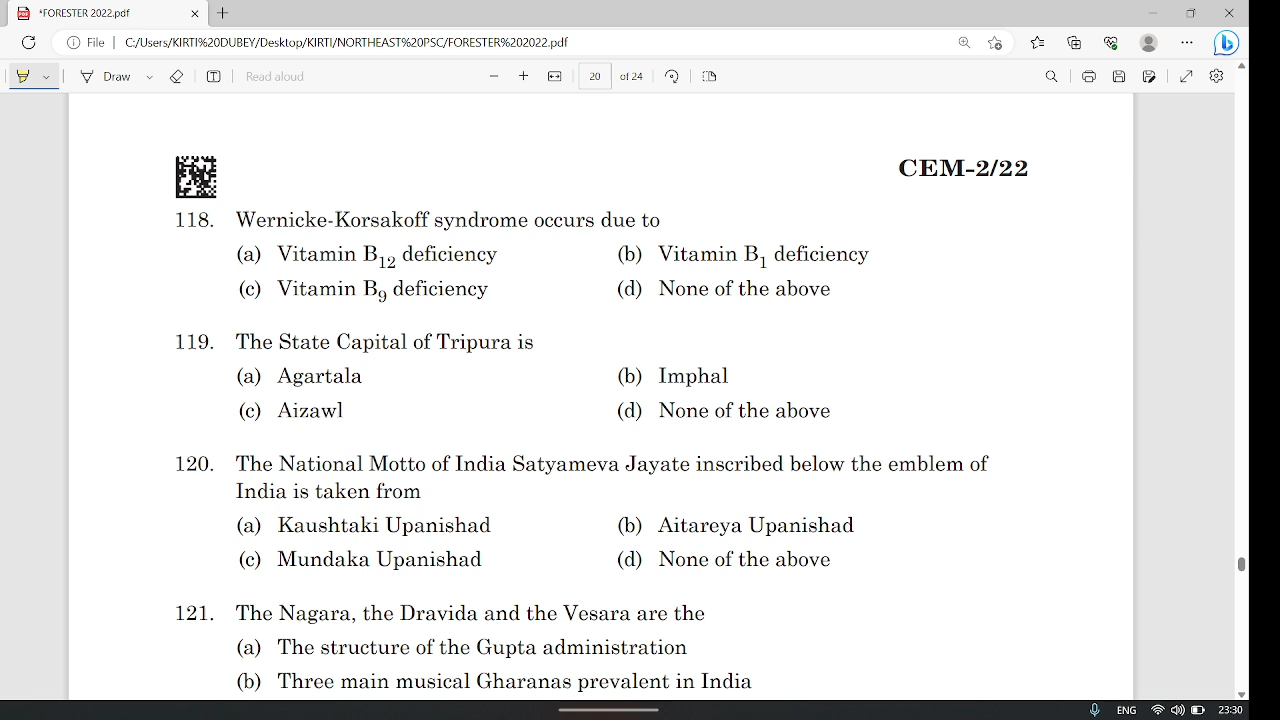 *FORESTER 2022.pdf
File | C:/Users/KIRTI%20DUBEY/Desktop/KIRTI/NORTHEAST%20PSC/FORESTER%202022.pdf
Draw Read aloud 20 of 24
CEM-2/22
118. Wernicke-Korsakoff syndrome occurs due to
(a) Vitamin B12 deficiency (b) Vitamin B1 deficiency
(c) Vitamin B9 deficiency (d) None of the above
119. The State Capital of Tripura is
(a) Agartala (b) Imphal
(c) Aizawl (d) None of the above
120. The National Motto of India Satyameva Jayate inscribed below the emblem of
India is taken from
(a) Kaushtaki Upanishad (b) Aitareya Upanishad
(c) Mundaka Upanishad (d) None of the above
121. The Nagara, the Dravida and the Vesara are the
(a) The structure of the Gupta administration
(b) Three main musical Gharanas prevalent in India
ENG 23:30